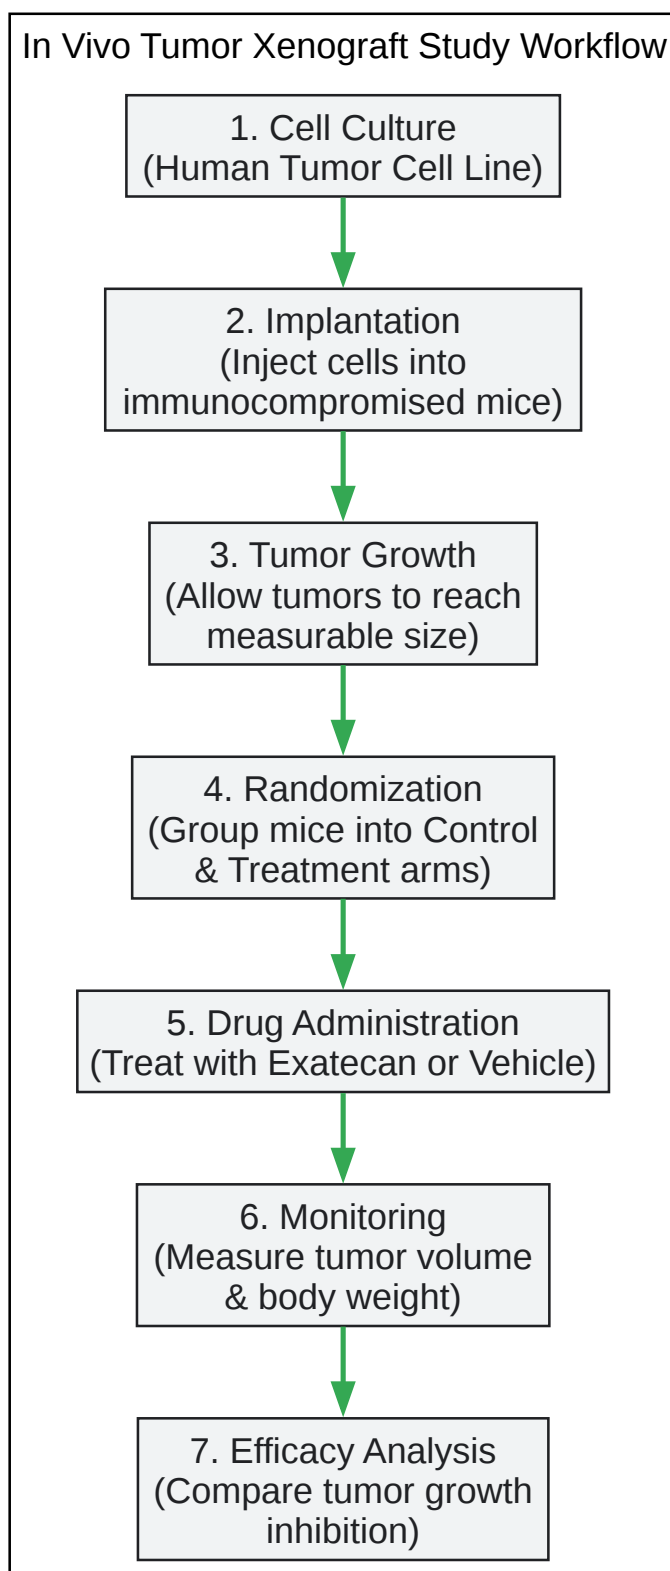 In Vivo Tumor Xenograft Study Workflow
1. Cell Culture
(Human Tumor Cell Line)
2. Implantation
(Inject cells into
immunocompromised mice)
3. Tumor Growth
(Allow tumors to reach
measurable size)
4. Randomization
(Group mice into Control
& Treatment arms)
5. Drug Administration
(Treat with Exatecan or Vehicle)
6. Monitoring
(Measure tumor volume
& body weight)
7. Efficacy Analysis
(Compare tumor growth
inhibition)